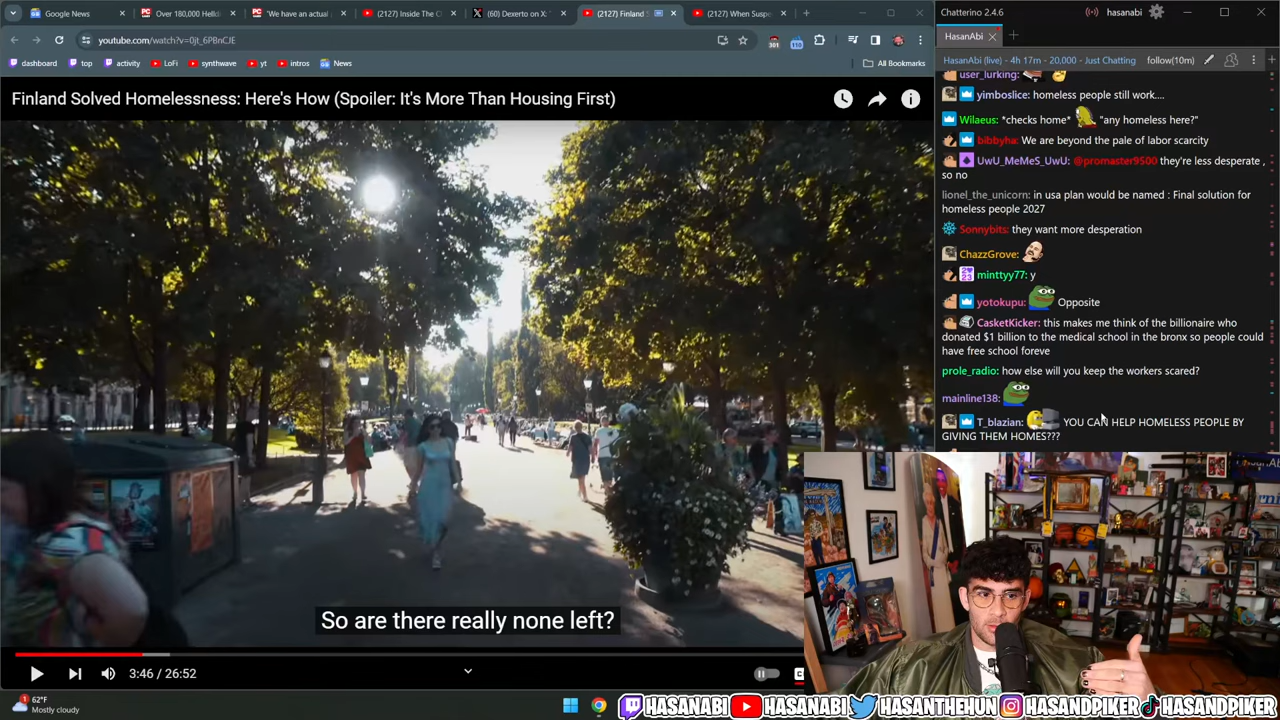 Google News
Over 180,000 Helldi
"We have an actual
(2127) Inside The C
(60) Dexerto on X: "
(2127) Finland S
(2127) When Suspe
Chatterino 2.4.6
hasanabi
HasanAbi
youtube.com/watch?v=0jt_6PBnCJE
301
110
dashboard
top
activity
LoFi
synthwave
yt
intros
News
All Bookmarks
HasanAbi (live) - 4h 17m - 20,000 - Just Chatting
follow(10m)
Finland Solved Homelessness: Here's How (Spoiler: It's More Than Housing First)
user_lurking:
yimboslice: homeless people still work....
Wilaeus: *checks home* "any homeless here?"
bibbyha: We are beyond the pale of labor scarcity
UwU_MeMeS_UwU: @promaster9500 they're less desperate ,
so no
lionel_the_unicorn: in usa plan would be named : Final solution for
homeless people 2027
Sonnybits: they want more desperation
ChazzGrove:
minttyy77: y
yotokupu: Opposite
CasketKicker: this makes me think of the billionaire who
donated $1 billion to the medical school in the bronx so people could
have free school foreve
prole_radio: how else will you keep the workers scared?
mainline138:
T_blazian: YOU CAN HELP HOMELESS PEOPLE BY
GIVING THEM HOMES???
So are there really none left?
3:46 / 26:52
62°F
Mostly cloudy
HASANABI
HASANABI
HASANTHEHUN
HASANDPIKER
HASANDPIKER